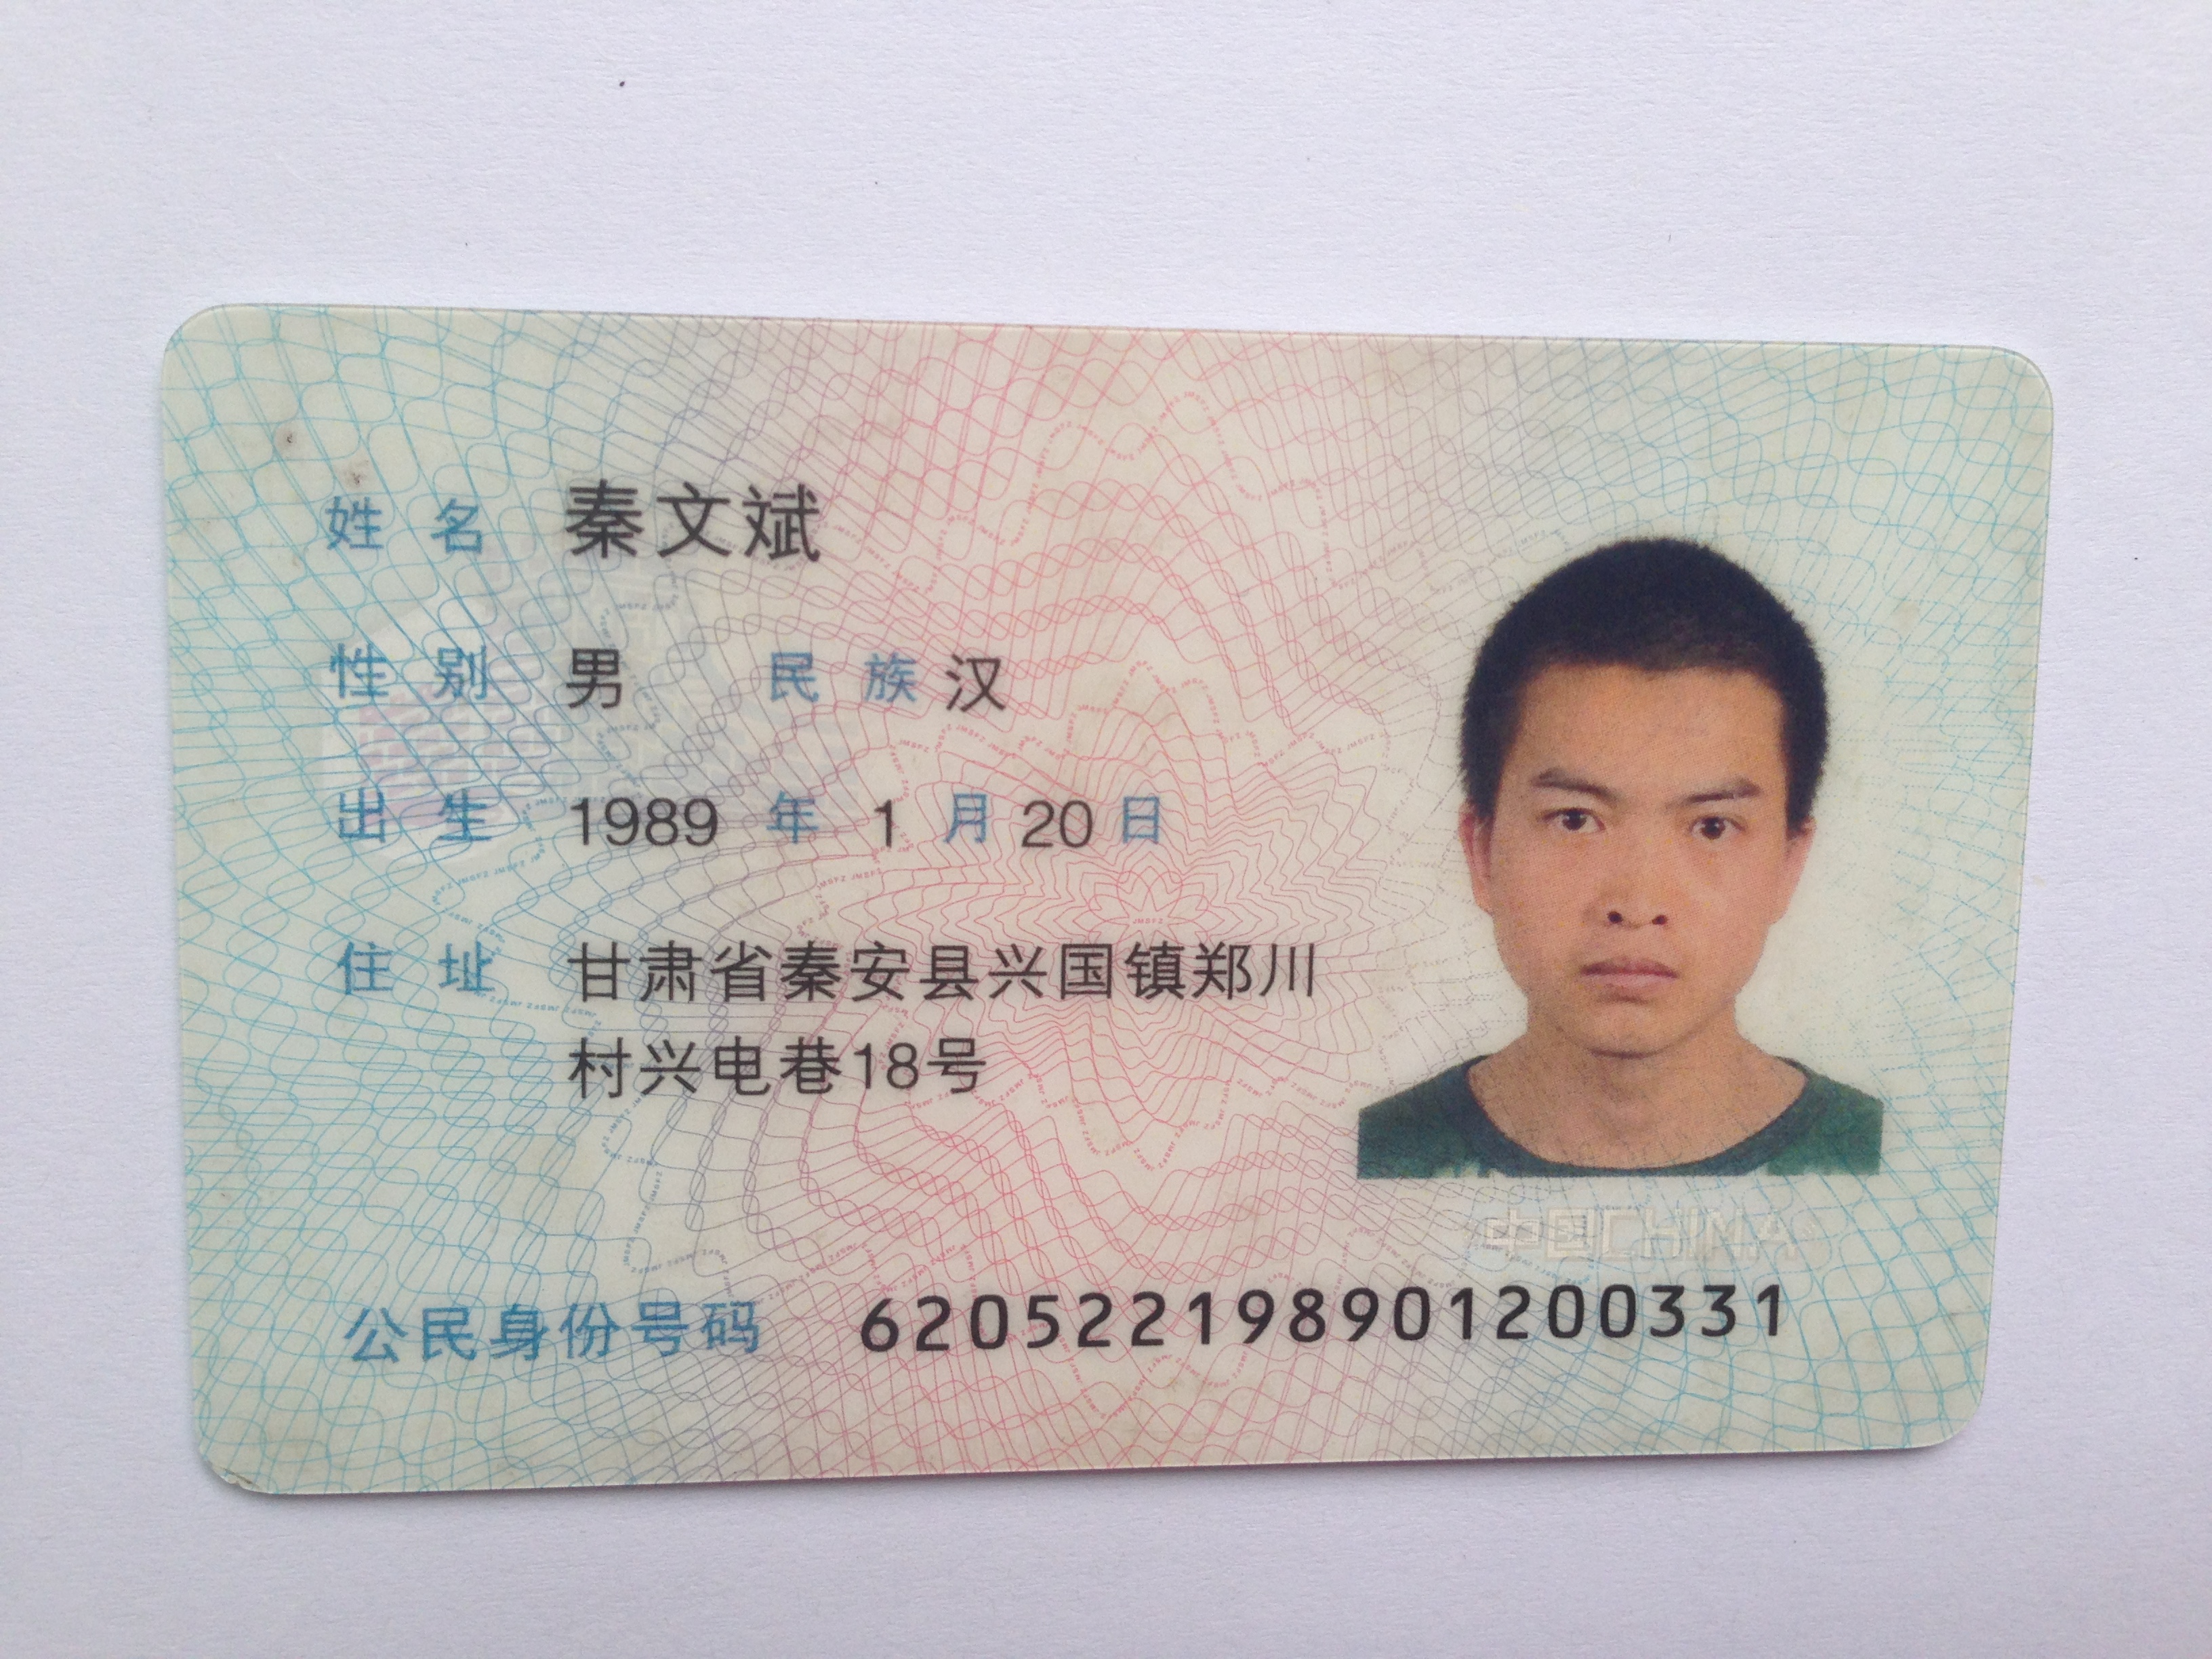 姓名 秦文斌
性别 男 民族 汉
出生 1989 年 1 月 20 日
住址 甘肃省秦安县兴国镇郑川
村兴电巷18号
中国CHINA
公民身份号码 620522198901200331